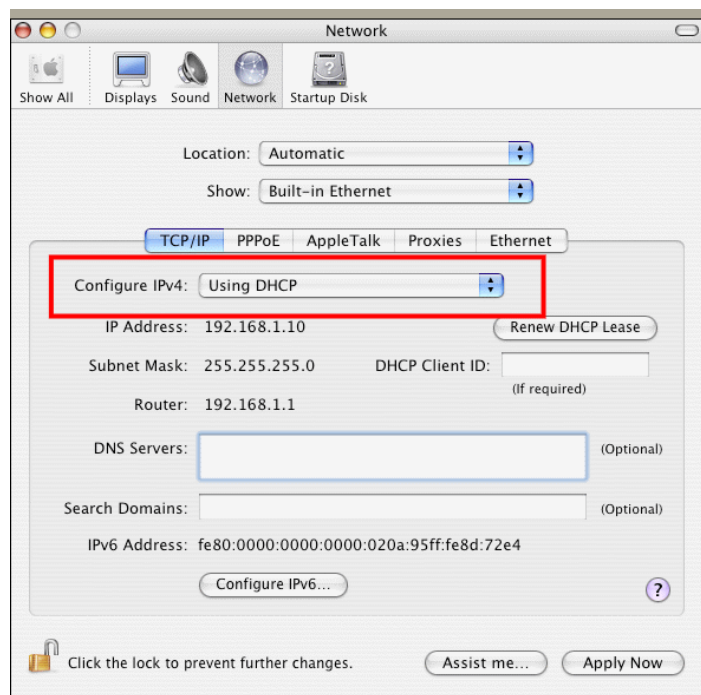 Network
Show All Displays Sound Network Startup Disk
Location: Automatic
Show: Built-in Ethernet
TCP/IP PPPoE AppleTalk Proxies Ethernet
Configure IPv4: Using DHCP
IP Address: 192.168.1.10 Renew DHCP Lease
Subnet Mask: 255.255.255.0 DHCP Client ID:
(If required)
Router: 192.168.1.1
DNS Servers: (Optional)
Search Domains: (Optional)
IPv6 Address: fe80:0000:0000:0000:020a:95ff:fe8d:72e4
Configure IPv6...
?
Click the lock to prevent further changes. Assist me... Apply Now